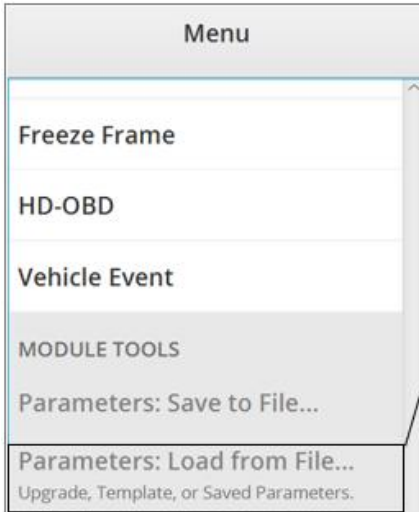 Menu
Freeze Frame
HD-OBD
Vehicle Event
MODULE TOOLS
Parameters: Save to File...
Parameters: Load from File...
Upgrade, Template, or Saved Parameters.